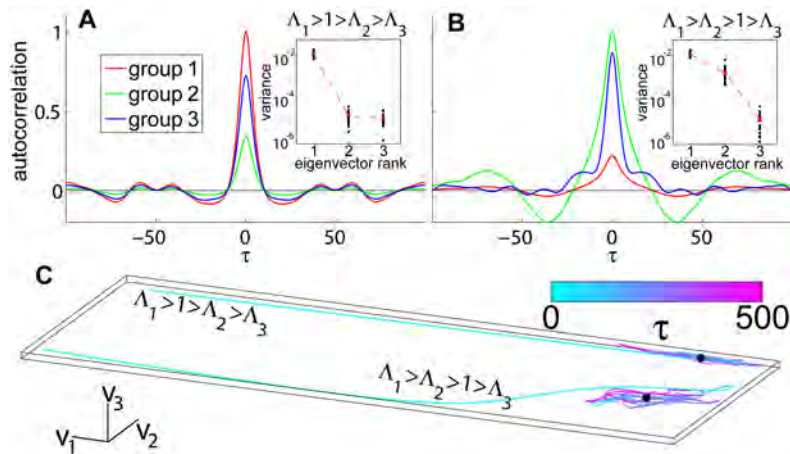 A
Λ1>1>Λ2>Λ3
autocorrelation
1
0.5
0
group 1
group 2
group 3
−50
0
50
τ
variance
10-2
10-4
10-6
1
2
3
eigenvector rank
B
Λ1>Λ2>1>Λ3
−50
0
50
τ
variance
10-2
10-4
10-6
1
2
3
eigenvector rank
C
Λ1>1>Λ2>Λ3
Λ1>Λ2>1>Λ3
0
τ
500
V3
V1
V2